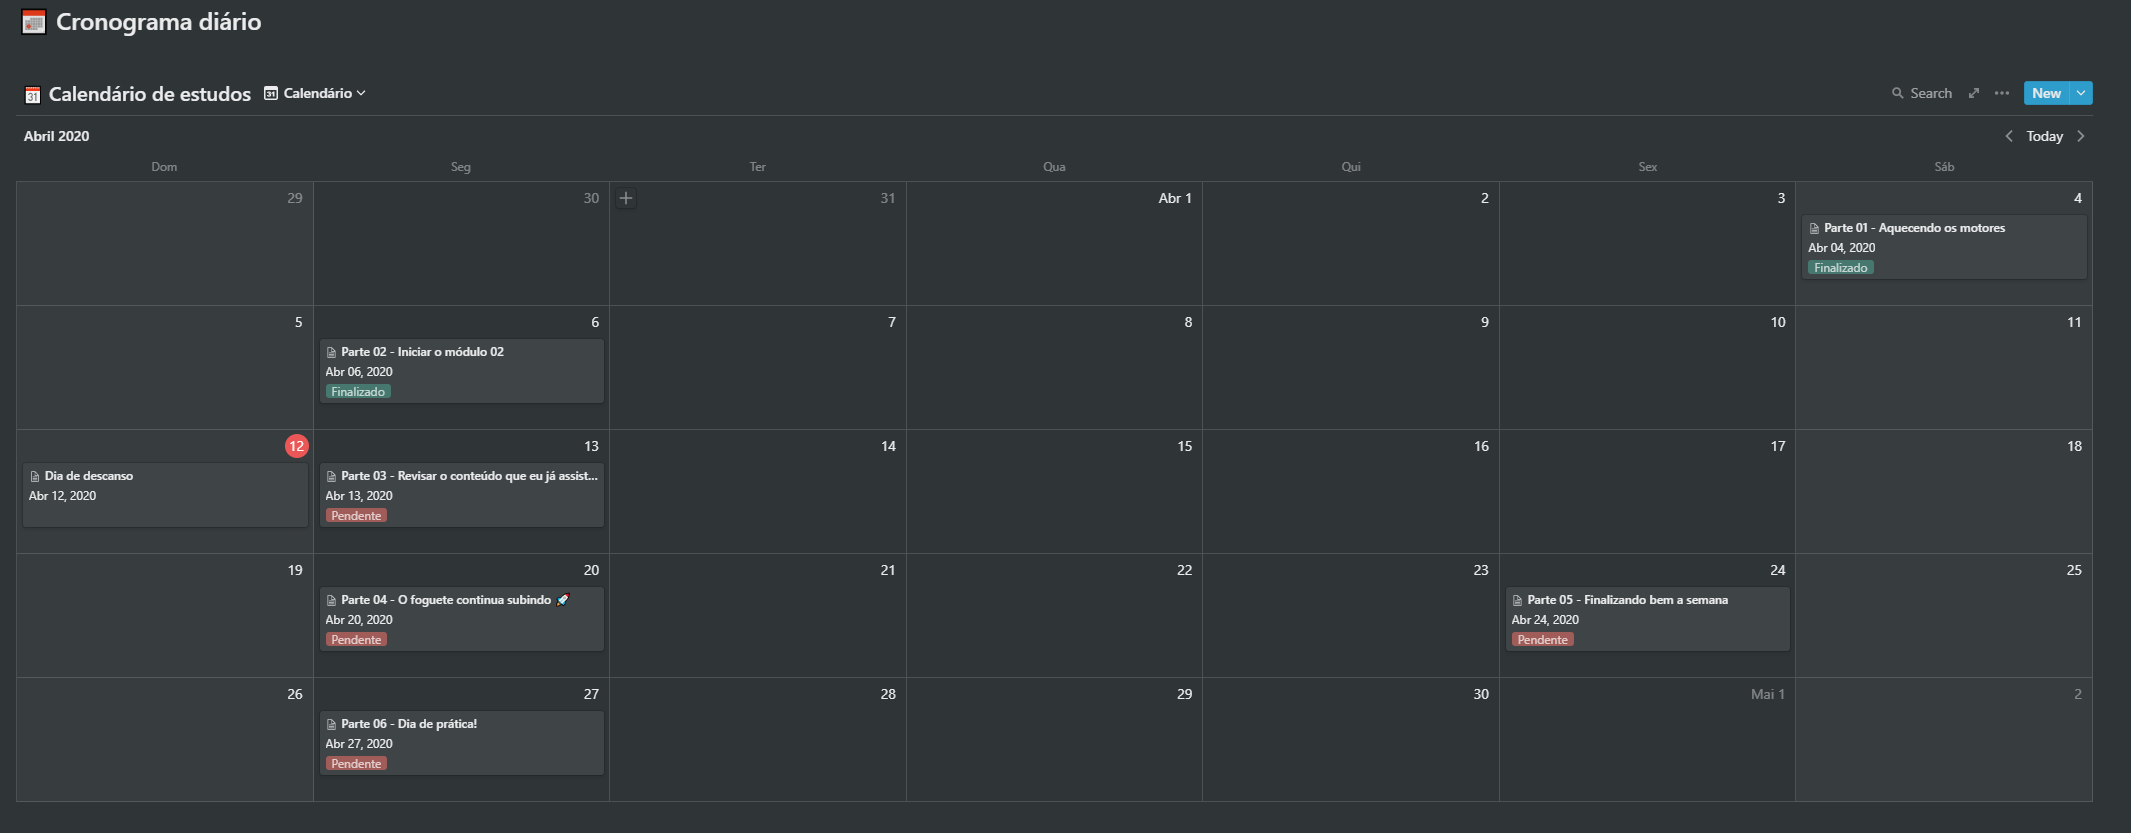 Cronograma diário
31 Calendário de estudos 31 Calendário Search New
Abril 2020 Today
Dom Seg Ter Qua Qui Sex Sáb
29 30 31 Abr 1 2 3 4
Parte 01 - Aquecendo os motores
Abr 04, 2020
Finalizado
5 6 7 8 9 10 11
Parte 02 - Iniciar o módulo 02
Abr 06, 2020
Finalizado
12 13 14 15 16 17 18
Dia de descanso Parte 03 - Revisar o conteúdo que eu já assist...
Abr 12, 2020 Abr 13, 2020
Pendente
19 20 21 22 23 24 25
Parte 04 - O foguete continua subindo 🚀 Parte 05 - Finalizando bem a semana
Abr 20, 2020 Abr 24, 2020
Pendente Pendente
26 27 28 29 30 Mai 1 2
Parte 06 - Dia de prática!
Abr 27, 2020
Pendente